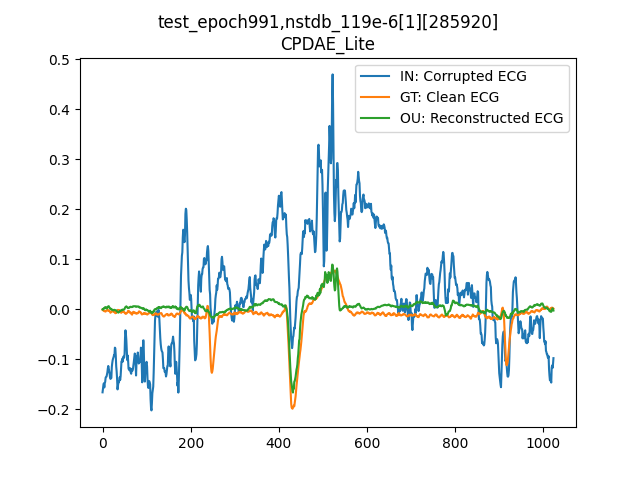 test_epoch991,nstdb_119e-6[1][285920]
CPDAE_Lite
IN: Corrupted ECG
GT: Clean ECG
OU: Reconstructed ECG
0.5
0.4
0.3
0.2
0.1
0.0
−0.1
−0.2
0 200 400 600 800 1000